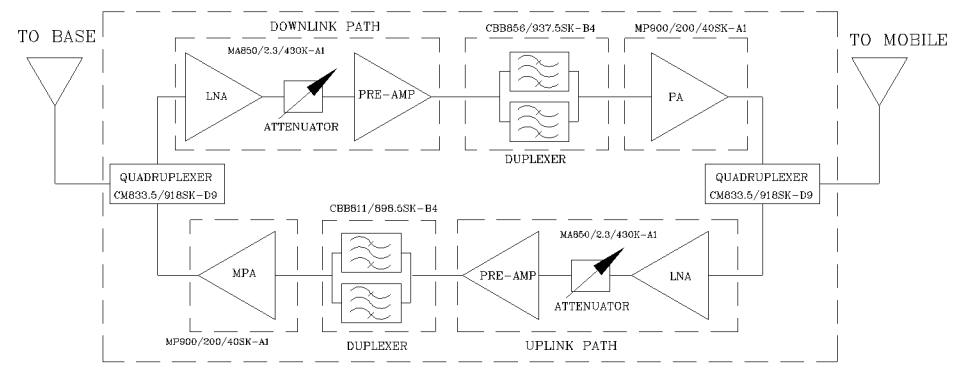 DOWNLINK PATH
CBB856/937.5SK-B4
MP900/200/40SK-A1
TO BASE
TO MOBILE
MA850/2.3/430K-A1
LNA
PRE-AMP
PA
ATTENUATOR
DUPLEXER
QUADRUPLEXER
CM833.5/918SK-D9
QUADRUPLEXER
CM833.5/918SK-D9
CBB811/898.5SK-B4
MA850/2.3/430K-A1
MPA
PRE-AMP
LNA
ATTENUATOR
MP900/200/40SK-A1
DUPLEXER
UPLINK PATH